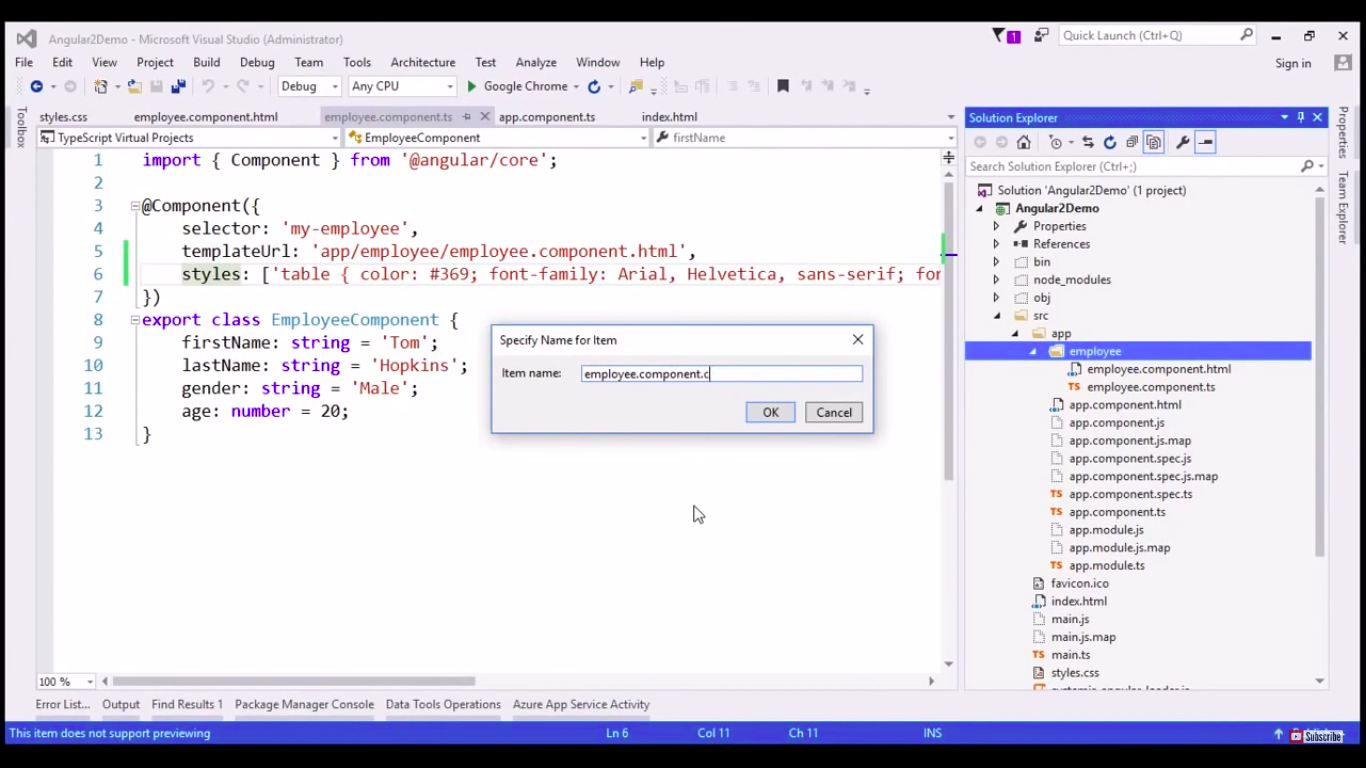 Angular2Demo - Microsoft Visual Studio (Administrator)
1
Quick Launch (Ctrl+Q)
File Edit View Project Build Debug Team Tools Architecture Test Analyze Window Help
Sign in
Debug Any CPU Google Chrome
Toolbox
styles.css employee.component.html employee.component.ts app.component.ts index.html
TypeScript Virtual Projects EmployeeComponent firstName
1 import { Component } from '@angular/core';
2
3 @Component({
4 selector: 'my-employee',
5 templateUrl: 'app/employee/employee.component.html',
6 styles: ['table { color: #369; font-family: Arial, Helvetica, sans-serif; fon
7 })
8 export class EmployeeComponent {
9 firstName: string = 'Tom';
10 lastName: string = 'Hopkins';
11 gender: string = 'Male';
12 age: number = 20;
13 }
Specify Name for Item
Item name: employee.component.c
OK Cancel
Solution Explorer
Search Solution Explorer (Ctrl+;)
Solution 'Angular2Demo' (1 project)
Angular2Demo
Properties
References
bin
node_modules
obj
src
app
employee
employee.component.html
TS employee.component.ts
app.component.html
app.component.js
app.component.js.map
app.component.spec.js
app.component.spec.js.map
TS app.component.spec.ts
TS app.component.ts
app.module.js
app.module.js.map
TS app.module.ts
favicon.ico
index.html
main.js
main.js.map
TS main.ts
styles.css
Properties
Team Explorer
100 %
Error List... Output Find Results 1 Package Manager Console Data Tools Operations Azure App Service Activity
This item does not support previewing Ln 6 Col 11 Ch 11 INS
Subscribe